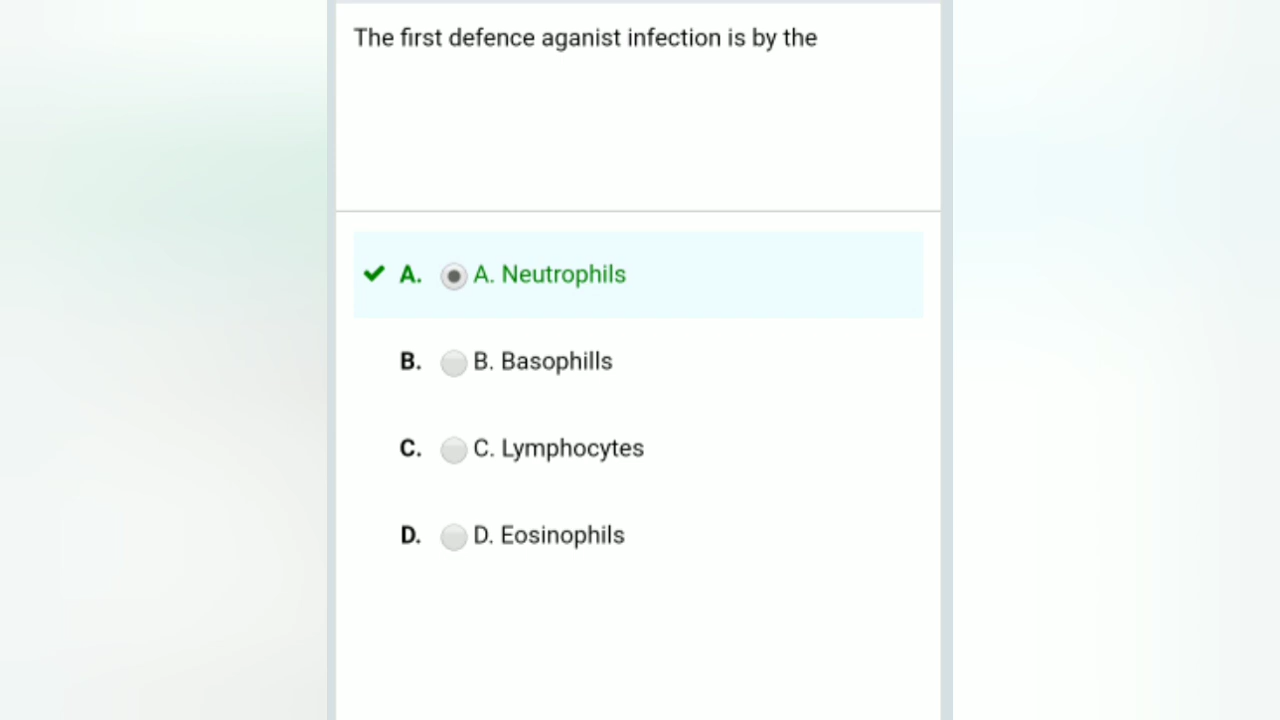 The first defence aganist infection is by the
A. A. Neutrophils
B. B. Basophills
C. C. Lymphocytes
D. D. Eosinophils